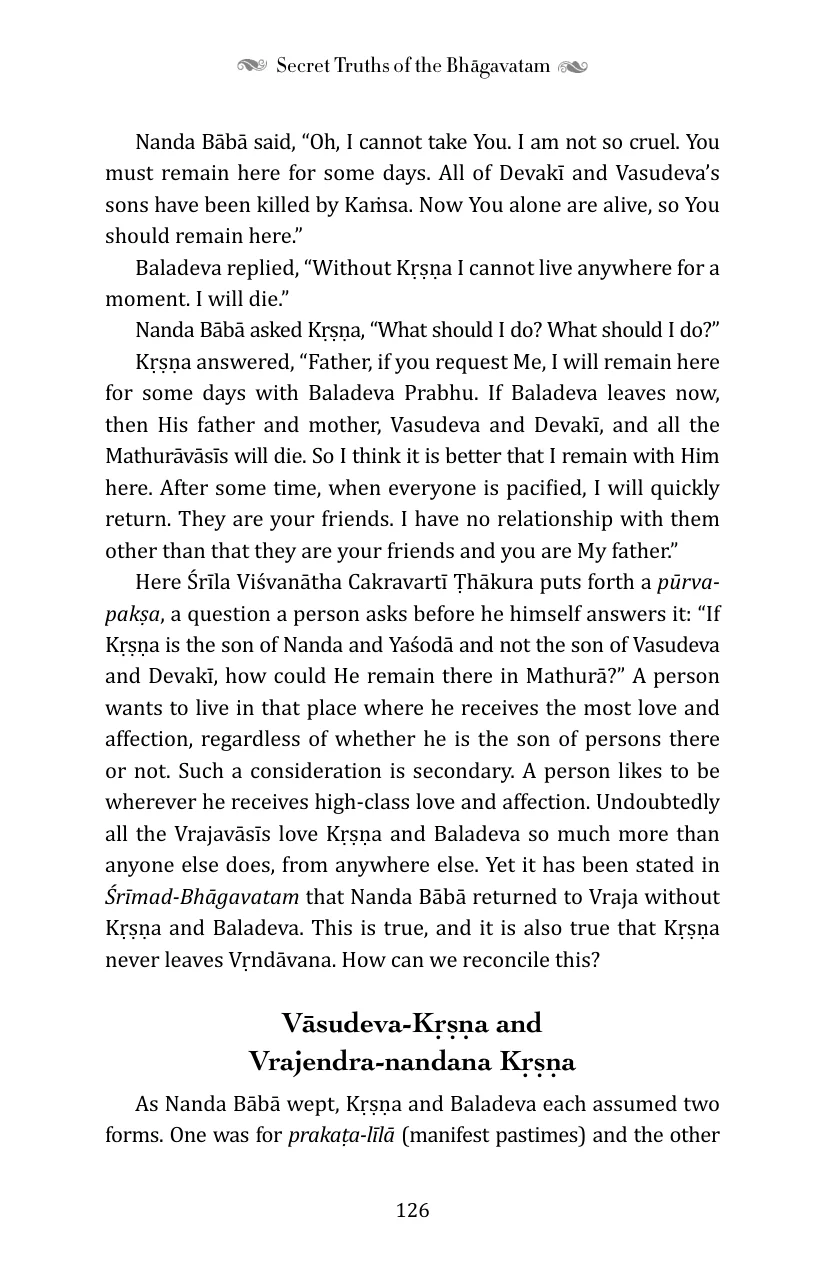 Secret Truths of the Bhāgavatam
Nanda Bābā said, “Oh, I cannot take You. I am not so cruel. You
must remain here for some days. All of Devakī and Vasudeva’s
sons have been killed by Kaṁsa. Now You alone are alive, so You
should remain here.”
Baladeva replied, “Without Kṛṣṇa I cannot live anywhere for a
moment. I will die.”
Nanda Bābā asked Kṛṣṇa, “What should I do? What should I do?”
Kṛṣṇa answered, “Father, if you request Me, I will remain here
for some days with Baladeva Prabhu. If Baladeva leaves now,
then His father and mother, Vasudeva and Devakī, and all the
Mathurāvāsīs will die. So I think it is better that I remain with Him
here. After some time, when everyone is pacified, I will quickly
return. They are your friends. I have no relationship with them
other than that they are your friends and you are My father.”
Here Śrīla Viśvanātha Cakravartī Ṭhākura puts forth a pūrva-
pakṣa, a question a person asks before he himself answers it: “If
Kṛṣṇa is the son of Nanda and Yaśodā and not the son of Vasudeva
and Devakī, how could He remain there in Mathurā?” A person
wants to live in that place where he receives the most love and
affection, regardless of whether he is the son of persons there
or not. Such a consideration is secondary. A person likes to be
wherever he receives high-class love and affection. Undoubtedly
all the Vrajavāsīs love Kṛṣṇa and Baladeva so much more than
anyone else does, from anywhere else. Yet it has been stated in
Śrīmad-Bhāgavatam that Nanda Bābā returned to Vraja without
Kṛṣṇa and Baladeva. This is true, and it is also true that Kṛṣṇa
never leaves Vṛndāvana. How can we reconcile this?
Vāsudeva-Kṛṣṇa and
Vrajendra-nandana Kṛṣṇa
As Nanda Bābā wept, Kṛṣṇa and Baladeva each assumed two
forms. One was for prakaṭa-līlā (manifest pastimes) and the other
126